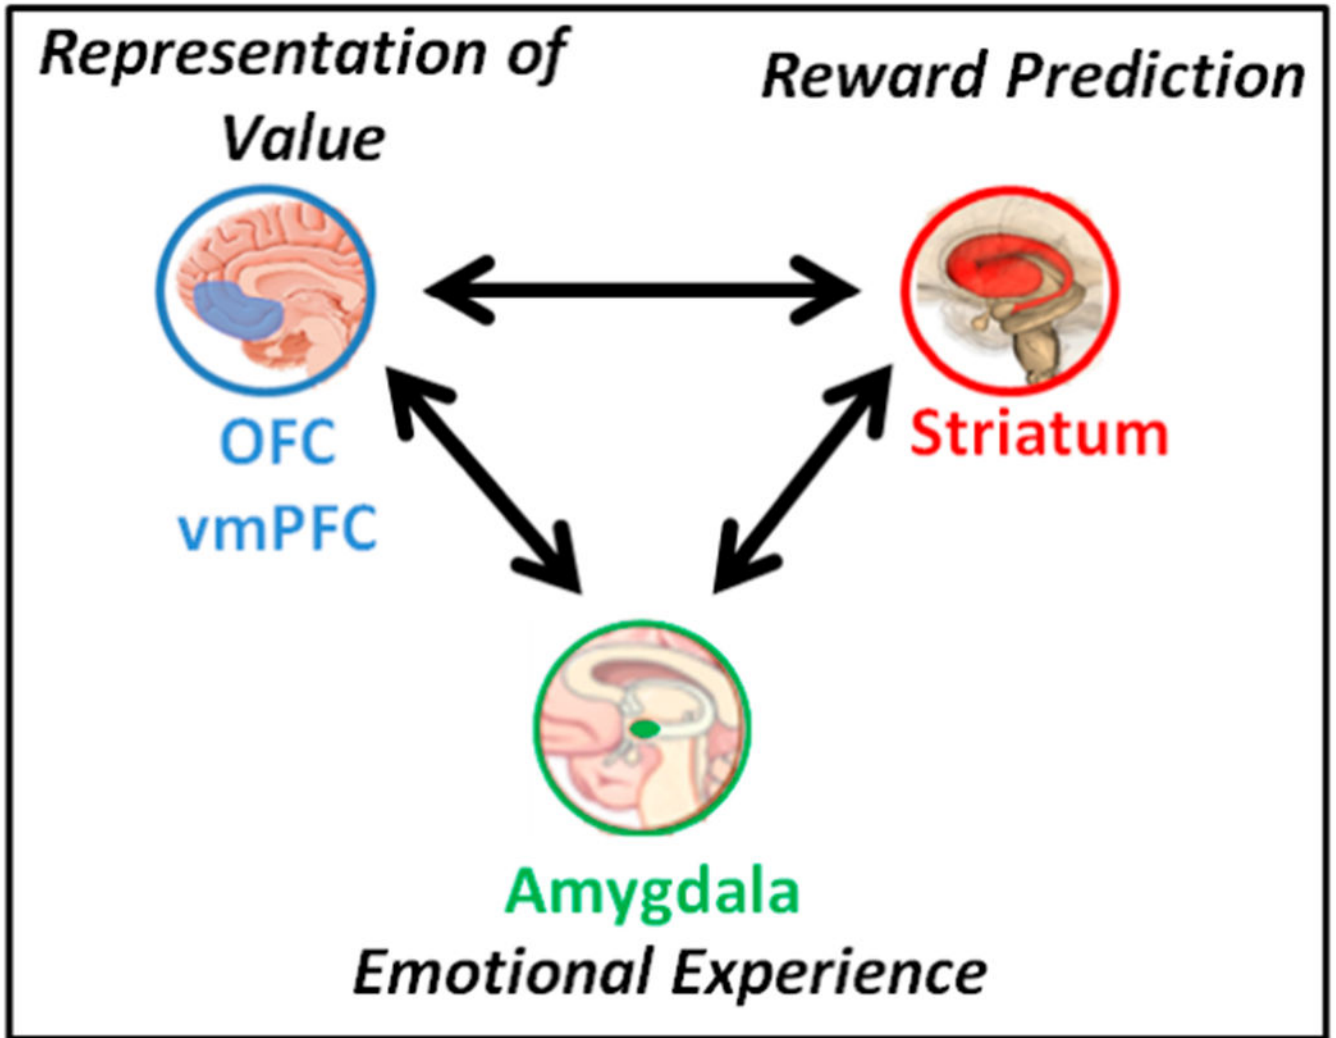 Representation of
Value
Reward Prediction
OFC
vmPFC
Striatum
Amygdala
Emotional Experience